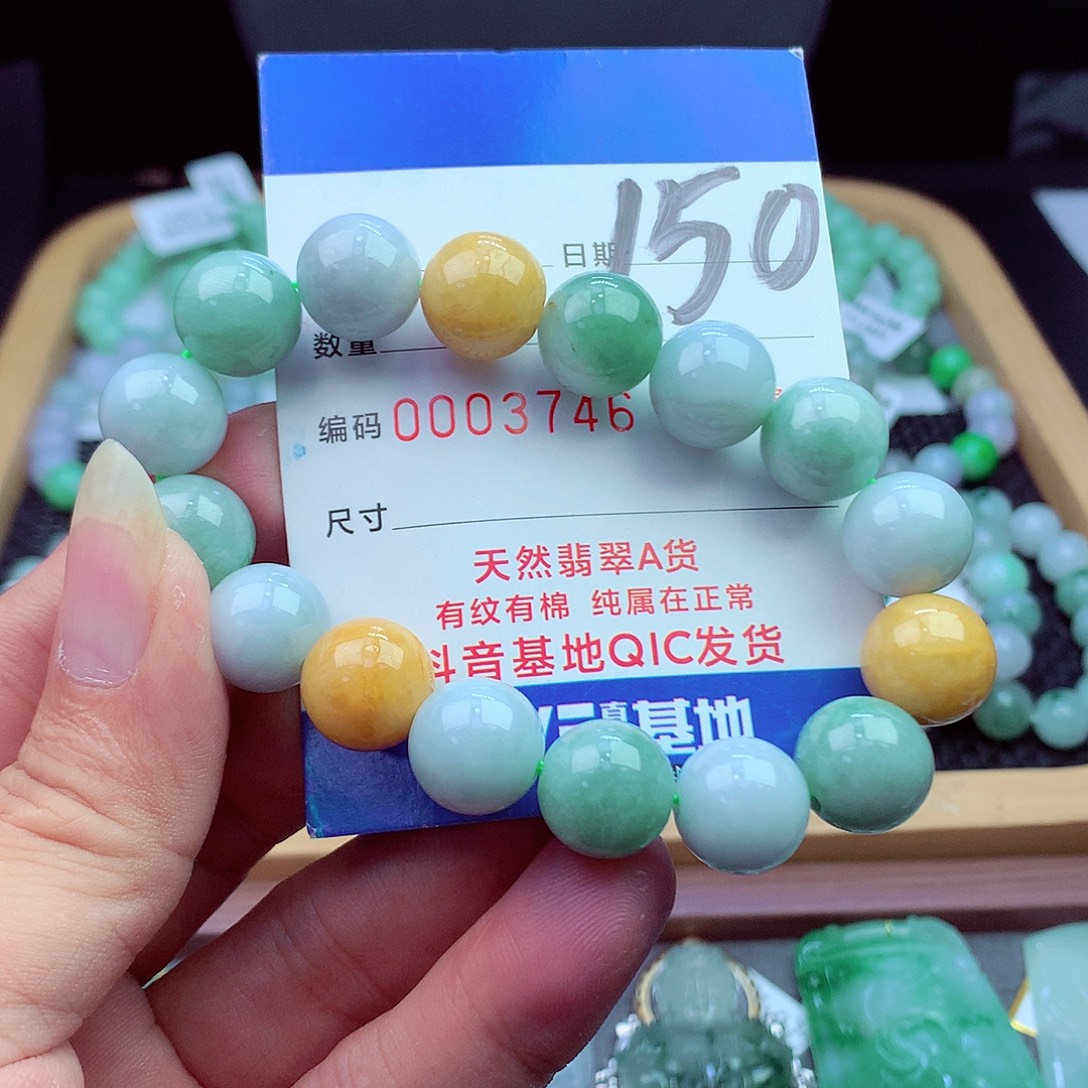 150
日期
数量
编码 0003746
尺寸
天然翡翠A货
有纹有棉 纯属在正常
抖音基地QIC发货
真
基地